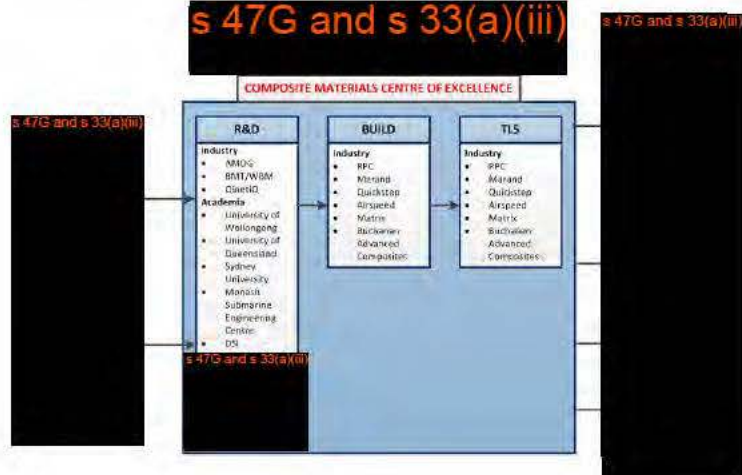 s 47G and s 33(a)(iii)
s 47G and s 33(a)(iii)
COMPOSITE MATERIALS CENTRE OF EXCELLENCE
s 47G and s 33(a)(iii)
R&D
Industry
• AMOG
• BMT/WBM
• QinetiQ
Academia
• University of
Wollongong
• University of
Queensland
• Sydney
University
• Monash
Submarine
Engineering
Centre
• DSI
s 47G and s 33(a)(iii)
BUILD
Industry
• RPC
• Marand
• Quickstep
• Airspeed
• Matrix
• Buchanan
Advanced
Composites
TLS
Industry
• RPC
• Marand
• Quickstep
• Airspeed
• Matrix
• Buchanan
Advanced
Composites